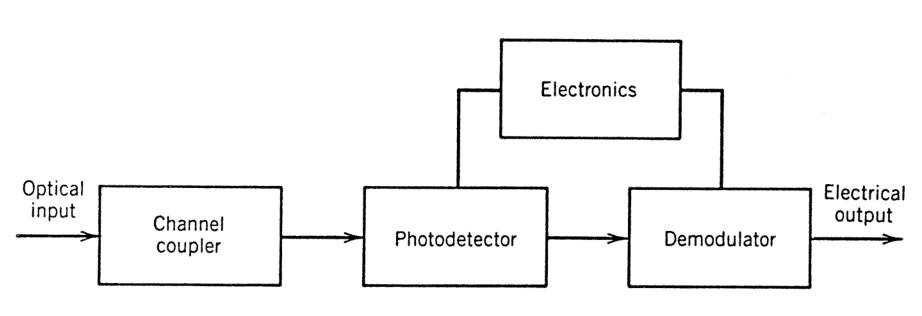 Electronics
Optical
input
Channel
coupler
Photodetector
Demodulator
Electrical
output